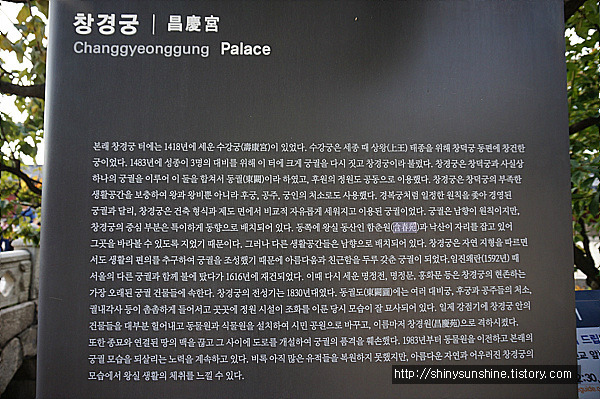 창경궁 | 昌慶宮
Changgyeonggung Palace
본래 창경궁 터에는 1418년에 세운 수강궁(壽康宮)이 있었다. 수강궁은 세종 때 상왕(上王) 태종을 위해 창덕궁 동편에 창건한
궁이었다. 1483년에 성종이 3명의 대비를 위해 이 터에 크게 궁궐을 다시 짓고 창경궁이라 불렀다. 창경궁은 창덕궁과 사실상
하나의 궁궐을 이루어 이 둘을 합쳐서 동궐(東闕)이라 하였고, 후원의 정원도 공동으로 이용했다. 창경궁은 창덕궁의 부족한
생활공간을 보충하여 왕과 왕비뿐 아니라 후궁, 공주, 궁인의 처소로도 사용했다. 경복궁처럼 일정한 원칙을 좇아 경영된
궁궐과 달리, 창경궁은 건축 형식과 제도 면에서 비교적 자유롭게 세워지고 이용된 궁궐이었다. 궁궐은 남향이 원칙이지만,
창경궁의 중심 부분은 특이하게 동향으로 배치되어 있다. 동쪽에 왕실 동산인 함춘원(含春苑)과 낙산이 자리를 잡고 있어
그곳을 바라볼 수 있도록 지었기 때문이다. 그러나 다른 생활공간들은 남향으로 배치되어 있다. 창경궁은 자연 지형을 따르면
서도 생활의 편의를 추구하여 궁궐을 조성했기 때문에 아름다움과 친근함을 두루 갖춘 궁궐이 되었다. 임진왜란(1592년) 때
서울의 다른 궁궐과 함께 불에 탔다가 1616년에 재건되었다. 이때 다시 세운 명정전, 명정문, 홍화문 등은 창경궁의 현존하는
가장 오래된 궁궐 건물들에 속한다. 창경궁의 전성기는 1830년대였다. 동궐도(東闕圖)에는 여러 대비궁, 후궁과 공주들의 처소,
궐내각사 등이 촘촘하게 들어서고 곳곳에 정원 시설이 조화를 이룬 당시 모습이 잘 묘사되어 있다. 일제 강점기에 창경궁 안의
건물들을 대부분 헐어내고 동물원과 식물원을 설치하여 시민 공원으로 바꾸고, 이름마저 창경원(昌慶苑)으로 격하시켰다.
또한 종묘와 연결된 땅의 맥을 끊고 그 사이에 도로를 개설하여 궁궐의 품격을 훼손했다. 1983년부터 동물원을 이전하고 본래의
궁궐 모습을 되살리는 노력을 계속하고 있다. 비록 아직 많은 유적들을 복원하지 못했지만, 아름다운 자연과 어우러진 창경궁의
모습에서 왕실 생활의 체취를 느낄 수 있다.
http://shinysunshine.tistory.com